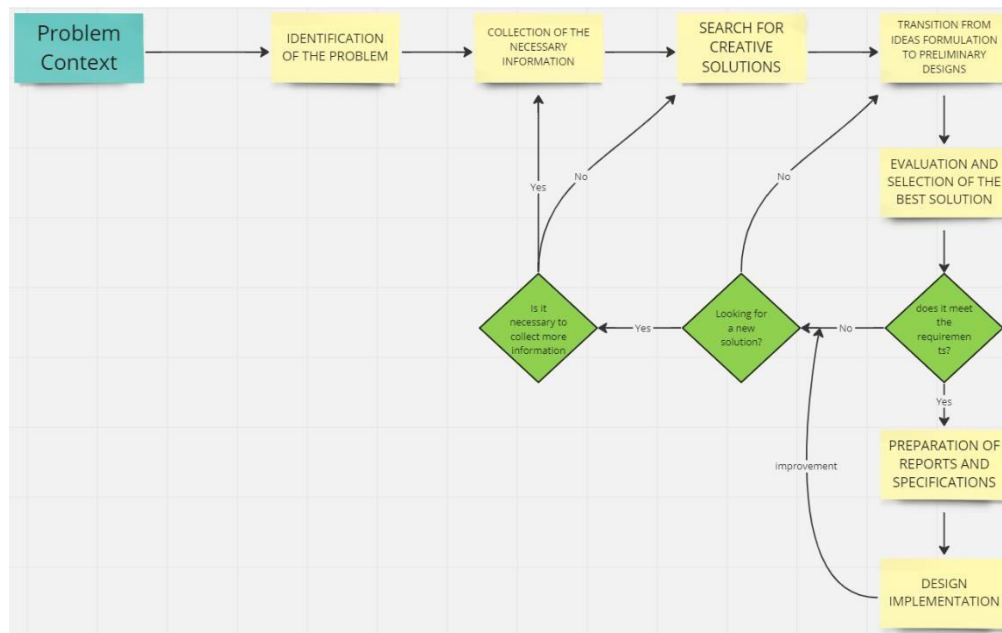 Problem
Context
IDENTIFICATION
OF THE PROBLEM
COLLECTION OF THE
NECESSARY
INFORMATION
SEARCH FOR
CREATIVE
SOLUTIONS
TRANSITION FROM
IDEAS FORMULATION
TO PRELIMINARY
DESIGNS
EVALUATION AND
SELECTION OF THE
BEST SOLUTION
Yes
No
No
Is it
necessary to
collect more
information
Yes
Looking for
a new
solution?
No
does it meet
the
requiremen
ts?
Yes
improvement
PREPARATION OF
REPORTS AND
SPECIFICATIONS
DESIGN
IMPLEMENTATION